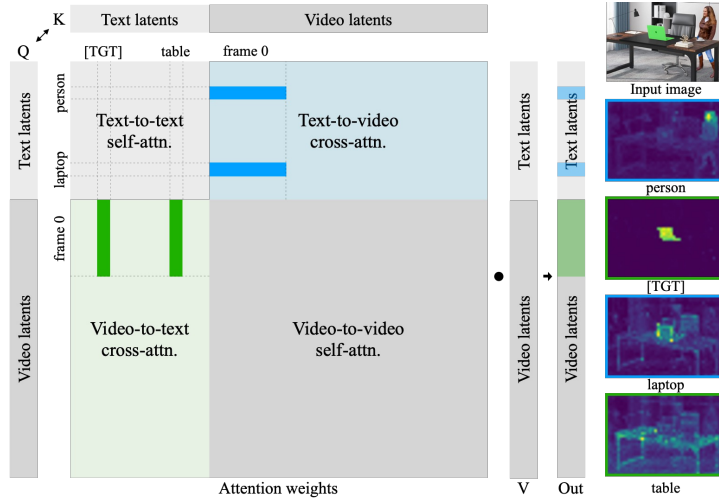 K
Text latents
Video latents
Q
[TGT]
table
frame 0
Text latents
person
laptop
Text-to-text
self-attn.
Text-to-video
cross-attn.
Text latents
Text latents
Input image
person
Video latents
frame 0
Video-to-text
cross-attn.
Video-to-video
self-attn.
Video latents
Video latents
[TGT]
laptop
Attention weights
V
Out
table